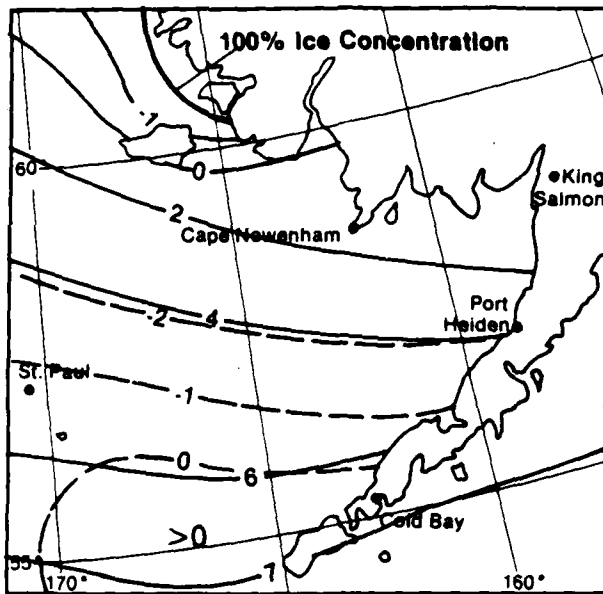 100% Ice Concentration
-1
60
0
King
Salmon
2
Cape Newenham
Port
Heiden
-2
4
St. Paul
-1
0
6
>0
Cold Bay
55
170°
7
160°